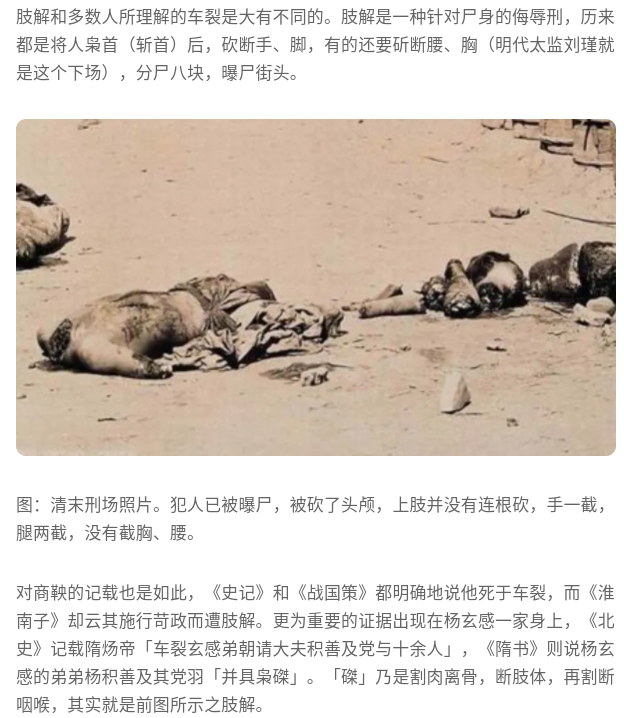 肢解和多数人所理解的车裂是大有不同的。肢解是一种针对尸身的侮辱刑，历来
都是将人枭首（斩首）后，砍断手、脚，有的还要斫断腰、胸（明代太监刘瑾就
是这个下场），分尸八块，曝尸街头。
图：清末刑场照片。犯人已被曝尸，被砍了头颅，上肢并没有连根砍，手一截，
腿两截，没有截胸、腰。
对商鞅的记载也是如此，《史记》和《战国策》都明确地说他死于车裂，而《淮
南子》却云其施行苛政而遭肢解。更为重要的证据出现在杨玄感一家身上，《北
史》记载隋炀帝「车裂玄感弟朝请大夫积善及党与十余人」，《隋书》则说杨玄
感的弟弟杨积善及其党羽「并具枭磔」。「磔」乃是割肉离骨，断肢体，再割断
咽喉，其实就是前图所示之肢解。